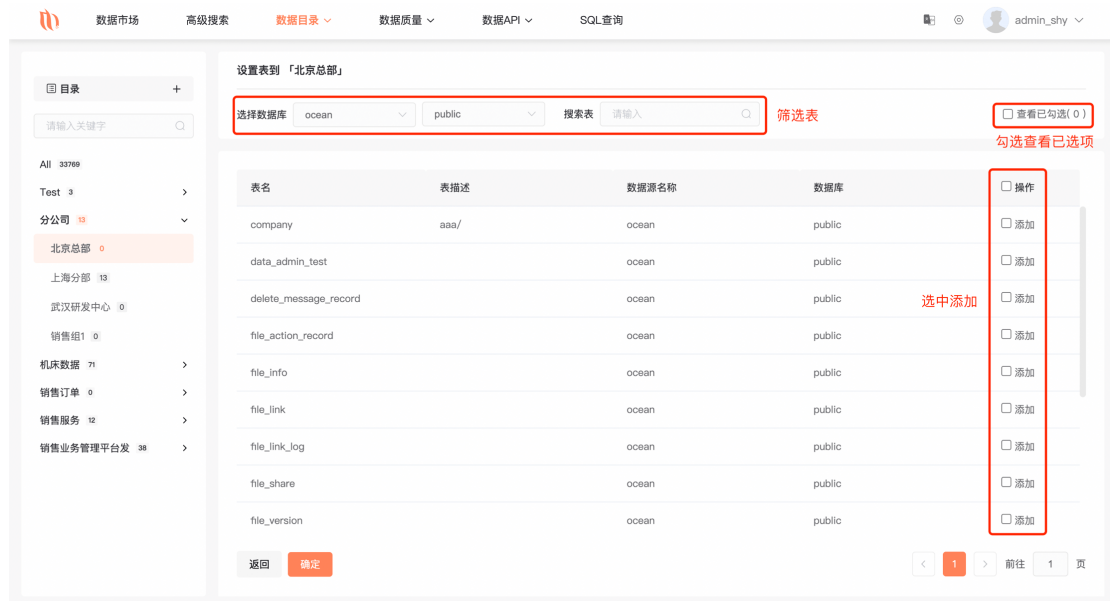 数据市场 高级搜索 数据目录 数据质量 数据API SQL查询 admin_shy
目录 +
请输入关键字
All 33769
Test 3
分公司 13
北京总部 0
上海分部 13
武汉研发中心 0
销售组1 0
机床数据 71
销售订单 0
销售服务 12
销售业务管理平台发 38
设置表到 「北京总部」
选择数据库 ocean public 搜索表 请输入 筛选表 查看已勾选( 0 )
勾选查看已选项
表名 表描述 数据源名称 数据库 操作
company aaa/ ocean public 添加
data_admin_test ocean public 添加
delete_message_record ocean public 选中添加 添加
file_action_record ocean public 添加
file_info ocean public 添加
file_link ocean public 添加
file_link_log ocean public 添加
file_share ocean public 添加
file_version ocean public 添加
返回 确定 < 1 > 前往 1 页